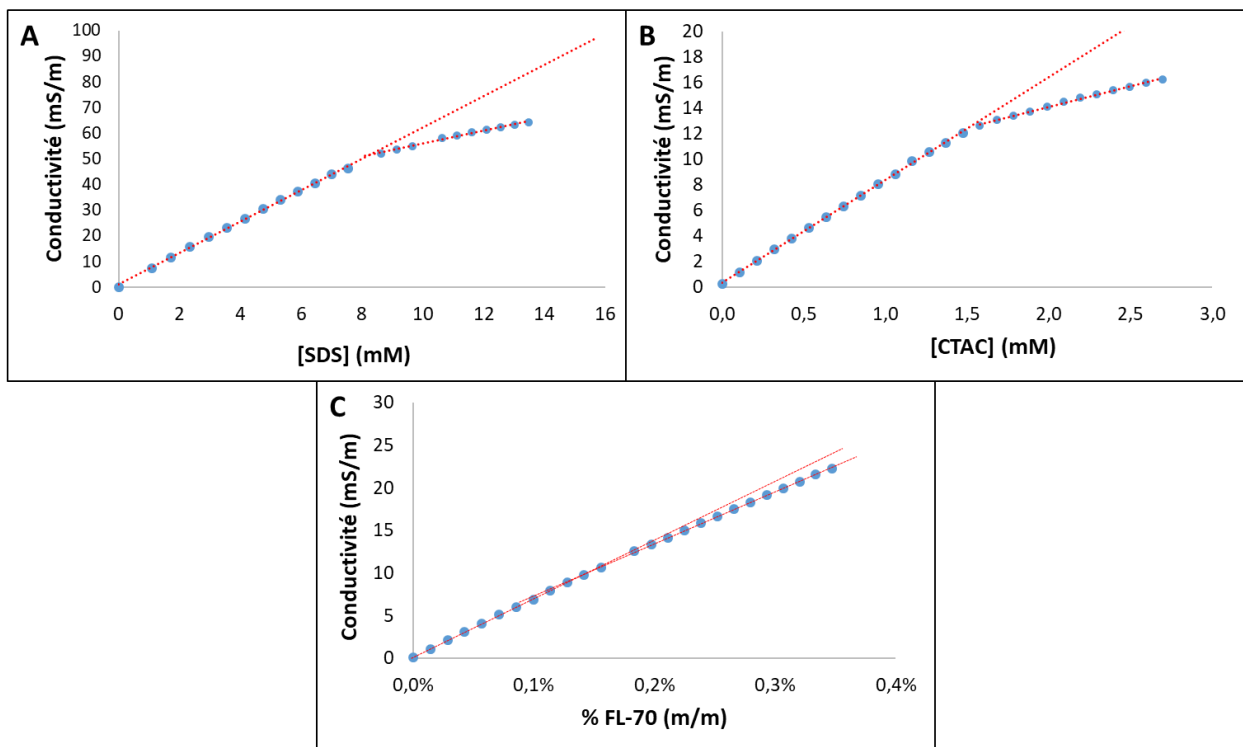 A
Conductivité (mS/m)
100
90
80
70
60
50
40
30
20
10
0
0 2 4 6 8 10 12 14 16
[SDS] (mM)
B
Conductivité (mS/m)
20
18
16
14
12
10
8
6
4
2
0
0,0 0,5 1,0 1,5 2,0 2,5 3,0
[CTAC] (mM)
C
Conductivité (mS/m)
30
25
20
15
10
5
0
0,0% 0,1% 0,2% 0,3% 0,4%
% FL-70 (m/m)